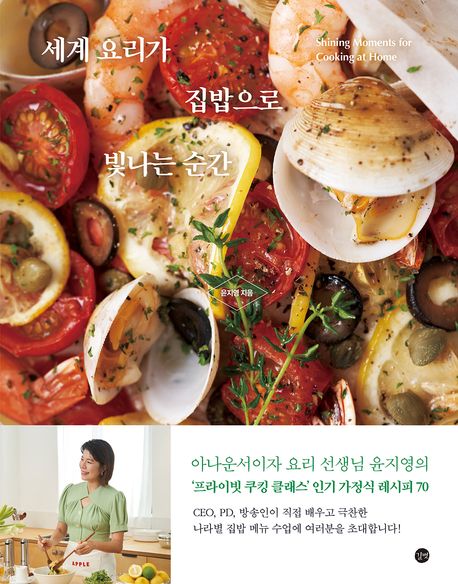 세계 요리가
집밥으로
빛나는 순간
Shining Moments for
Cooking at Home
윤지영 지음
APPLE
아나운서이자 요리 선생님 윤지영의
‘프라이빗 쿠킹 클래스’ 인기 가정식 레시피 70
CEO, PD, 방송인이 직접 배우고 극찬한
나라별 집밥 메뉴 수업에 여러분을 초대합니다!
길벗